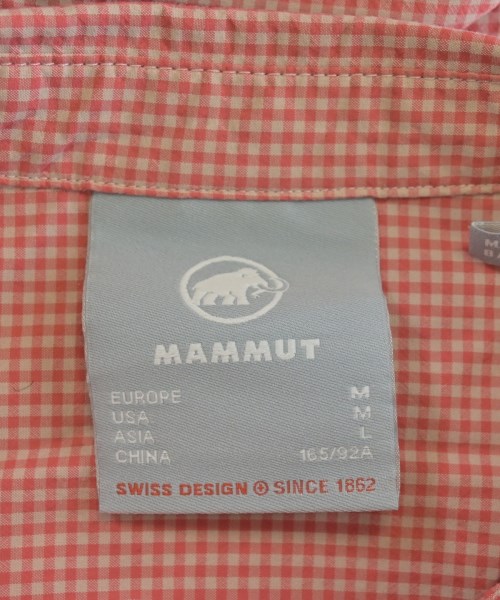 MAMMUT
EUROPE M
USA M
ASIA L
CHINA 165/92A
SWISS DESIGN SINCE 1862